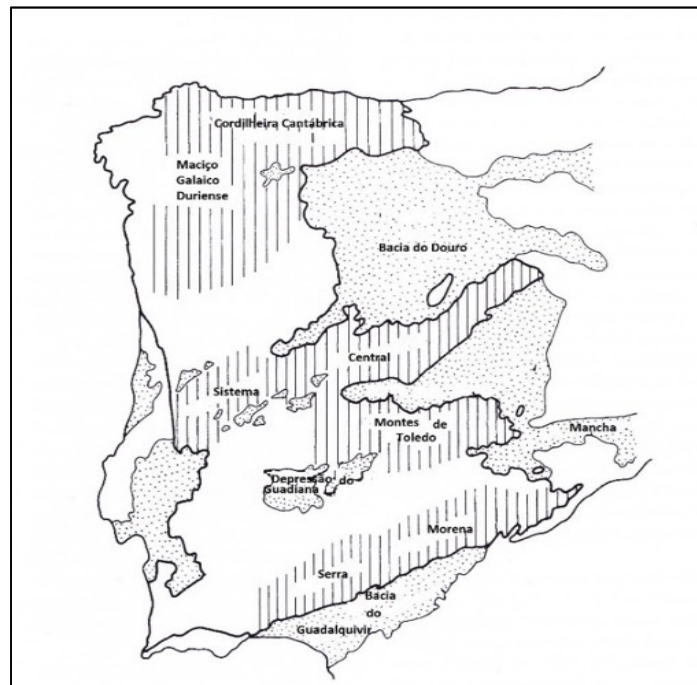 Cordilheira Cantábrica
Maciço
Galaico
Duriense
Bacia do Douro
Central
Sistema
Montes de
Toledo
Mancha
Depressão do
Guadiana
Morena
Serra
Bacia
do
Guadalquivir